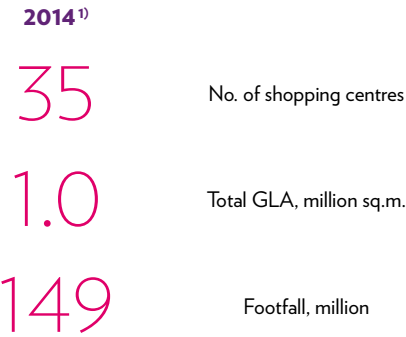 2014 1)
35 No. of shopping centres
1.0 Total GLA, million sq.m.
149 Footfall, million